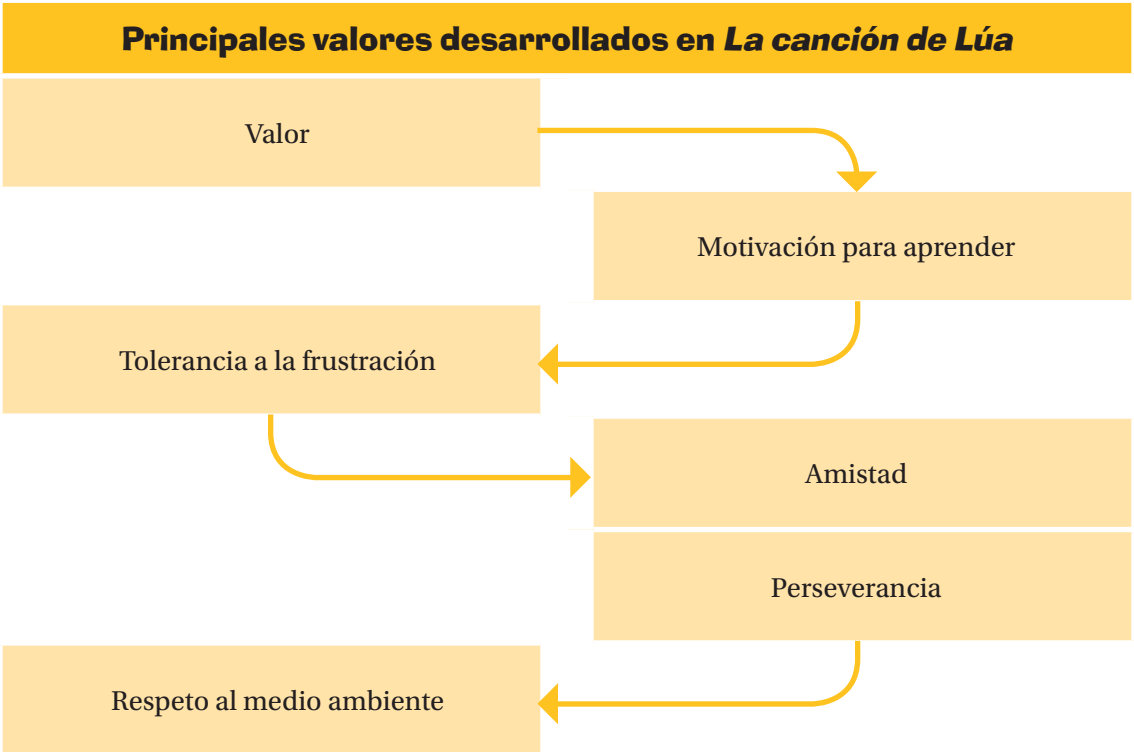 Principales valores desarrollados en La canción de Lúa
Valor
Motivación para aprender
Tolerancia a la frustración
Amistad
Perseverancia
Respeto al medio ambiente